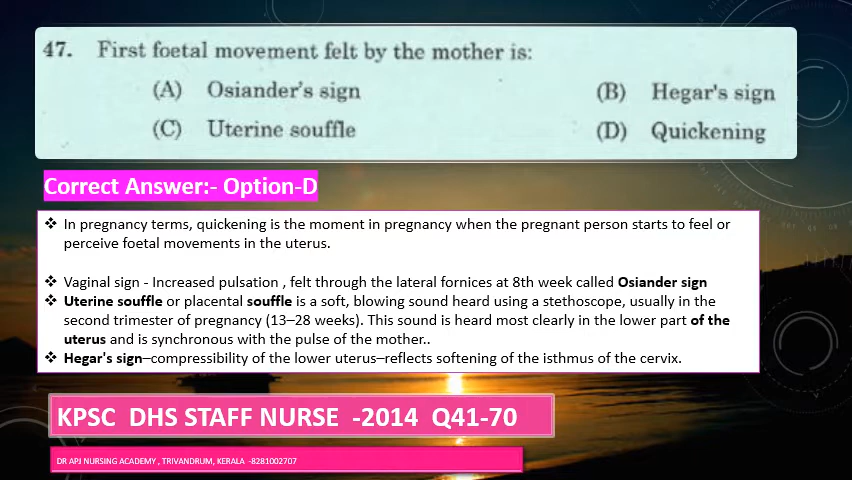 47. First foetal movement felt by the mother is:
(A) Osiander's sign (B) Hegar's sign
(C) Uterine souffle (D) Quickening
Correct Answer:- Option-D
❖ In pregnancy terms, quickening is the moment in pregnancy when the pregnant person starts to feel or
perceive foetal movements in the uterus.
❖ Vaginal sign - Increased pulsation , felt through the lateral fornices at 8th week called Osiander sign
❖ Uterine souffle or placental souffle is a soft, blowing sound heard using a stethoscope, usually in the
second trimester of pregnancy (13–28 weeks). This sound is heard most clearly in the lower part of the
uterus and is synchronous with the pulse of the mother..
❖ Hegar's sign–compressibility of the lower uterus–reflects softening of the isthmus of the cervix.
KPSC DHS STAFF NURSE -2014 Q41-70
DR APJ NURSING ACADEMY , TRIVANDRUM, KERALA -8281002707